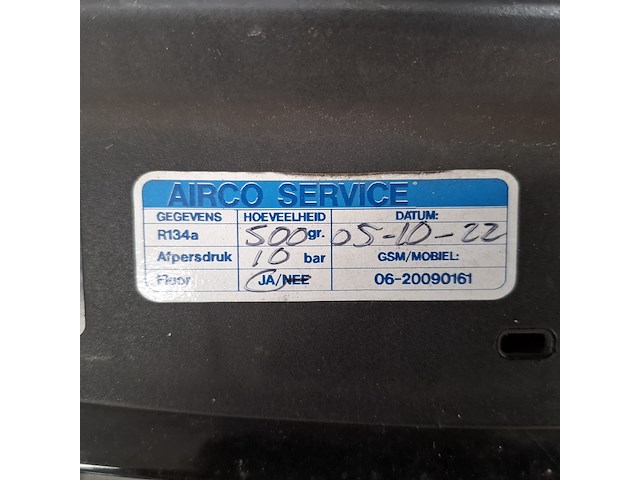 AIRCO SERVICE
GEGEVENS HOEVEELHEID DATUM:
R134a 500 gr. 05-10-22
Afpersdruk 10 bar GSM/MOBIEL:
Fluor JA/NEE 06-20090161